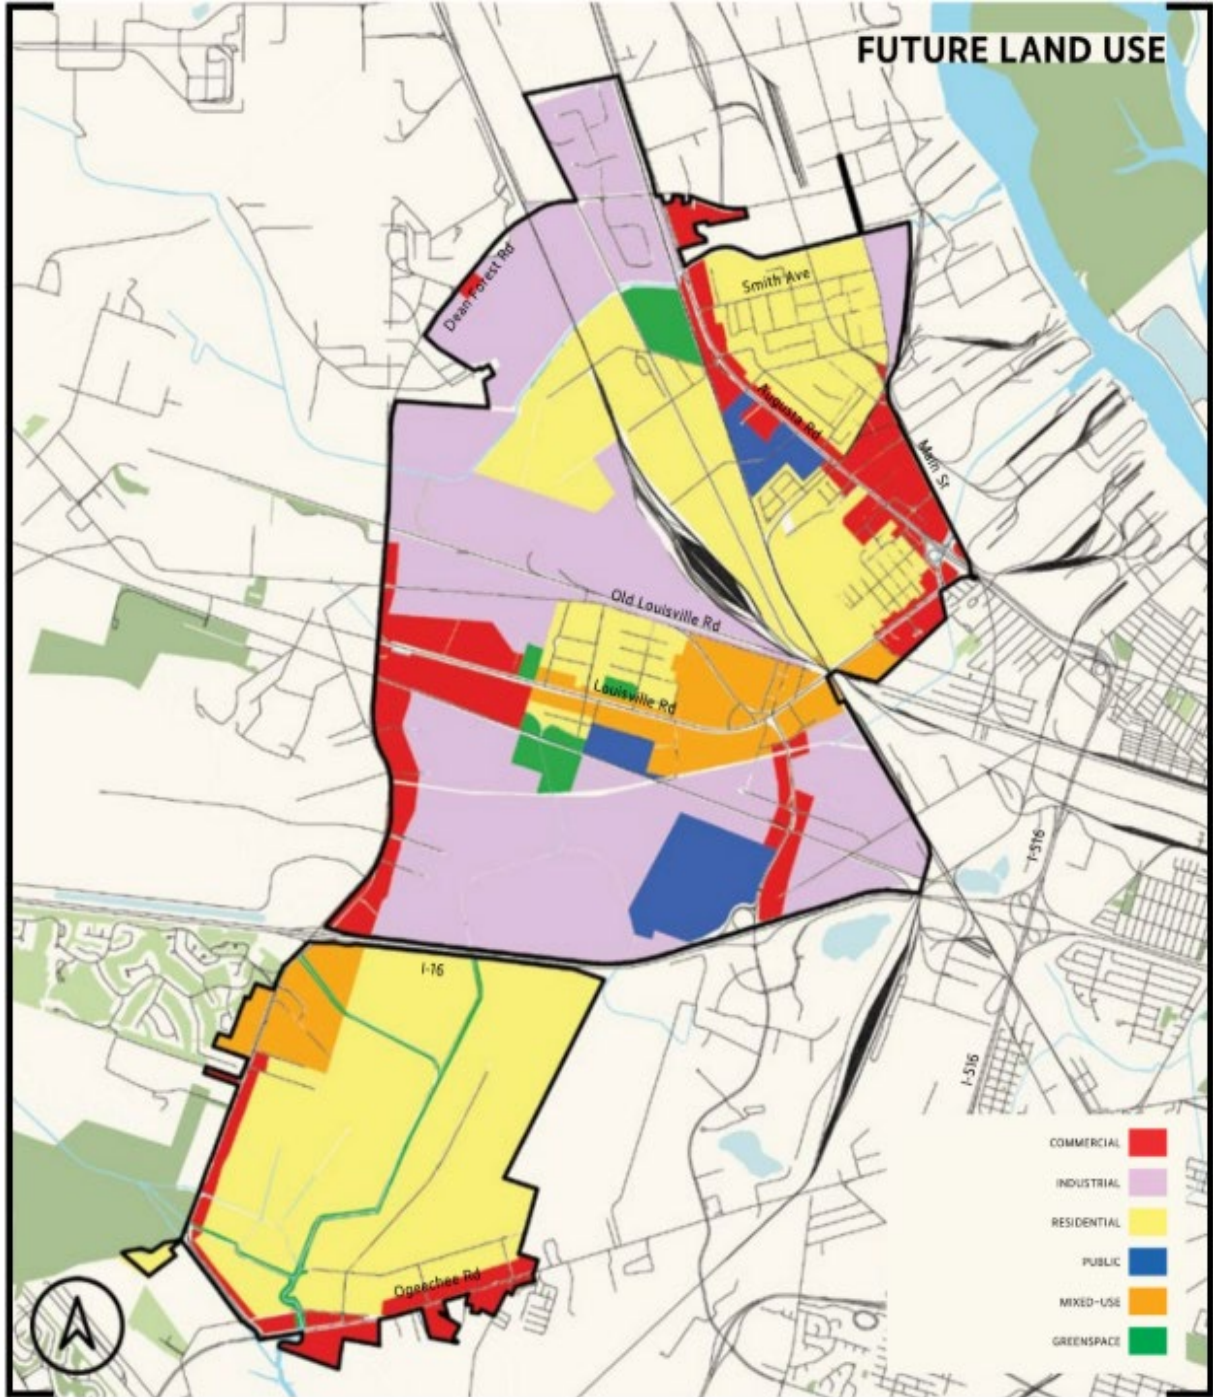 FUTURE LAND USE
Dean Forest Rd
Smith Ave
Augusta Rd
Main St
Old Louisville Rd
Louisville Rd
I-516
I-16
I-516
Ogeechee Rd
COMMERCIAL
INDUSTRIAL
RESIDENTIAL
PUBLIC
MIXED-USE
GREENSPACE